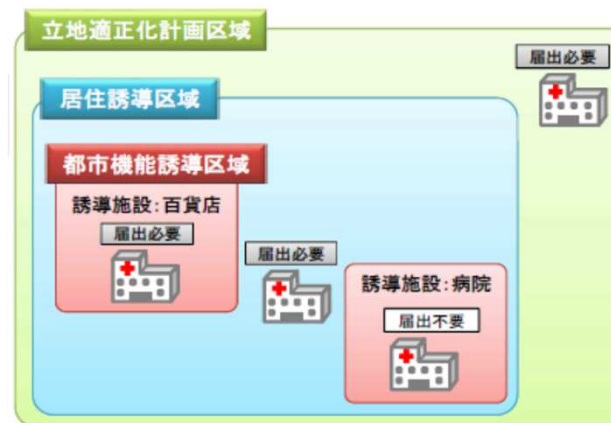 立地適正化計画区域
届出必要
居住誘導区域
都市機能誘導区域
誘導施設:百貨店
届出必要
届出必要
誘導施設:病院
届出不要